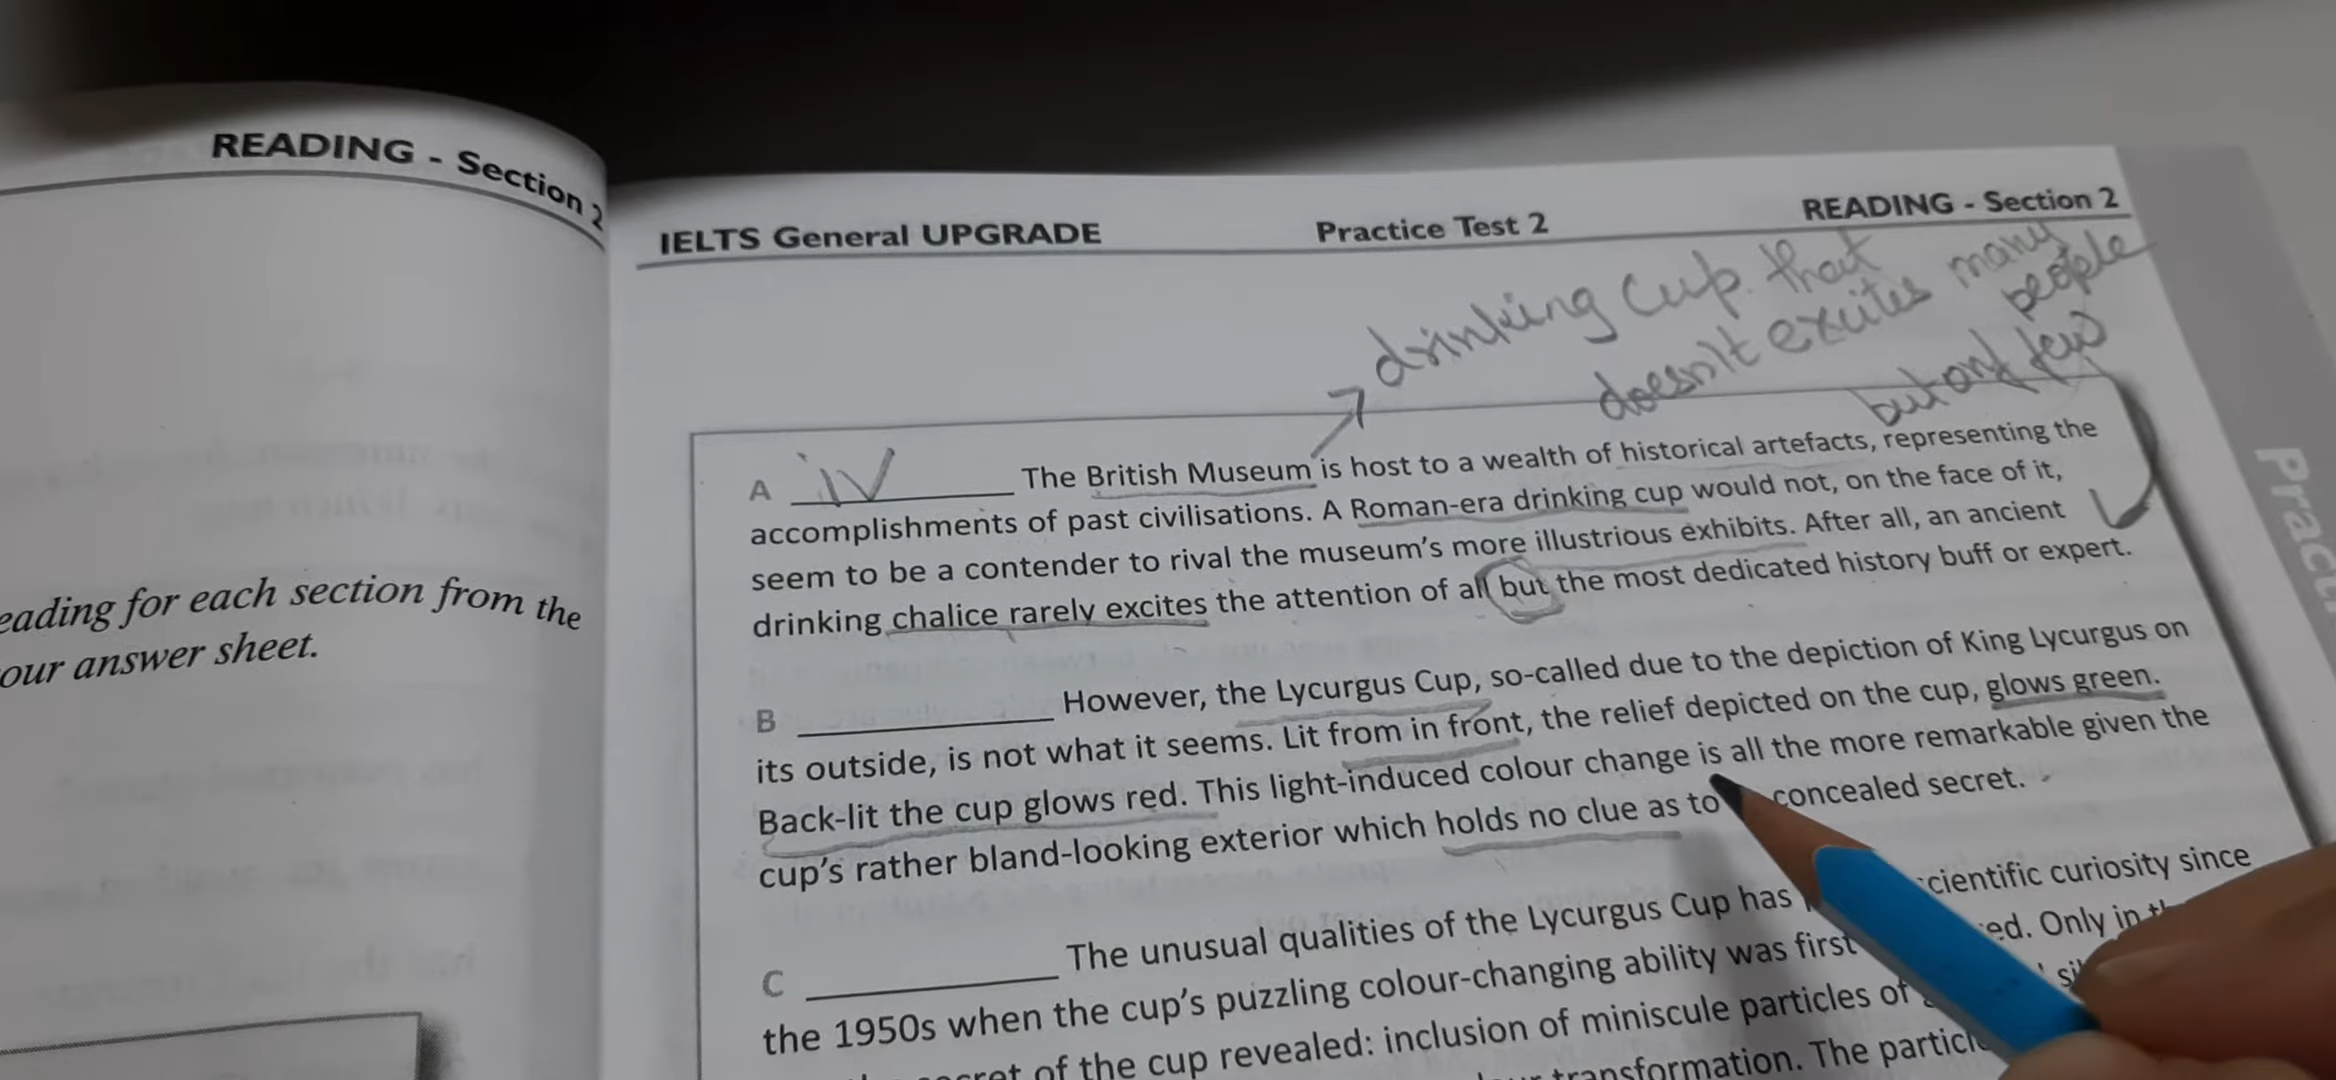 READING - Section 2
eading for each section from the
our answer sheet.
IELTS General UPGRADE Practice Test 2 READING - Section 2
drinking cup that
doesn't excites many
people
but only few
A iv The British Museum is host to a wealth of historical artefacts, representing the
accomplishments of past civilisations. A Roman-era drinking cup would not, on the face of it,
seem to be a contender to rival the museum's more illustrious exhibits. After all, an ancient
drinking chalice rarely excites the attention of all but the most dedicated history buff or expert.
B ____________ However, the Lycurgus Cup, so-called due to the depiction of King Lycurgus on
its outside, is not what it seems. Lit from in front, the relief depicted on the cup, glows green.
Back-lit the cup glows red. This light-induced colour change is all the more remarkable given the
cup's rather bland-looking exterior which holds no clue as to concealed secret.
C ____________ The unusual qualities of the Lycurgus Cup has cientific curiosity since
the 1950s when the cup's puzzling colour-changing ability was first ed. Only in
secret of the cup revealed: inclusion of miniscule particles of
transformation. The particl
Pract